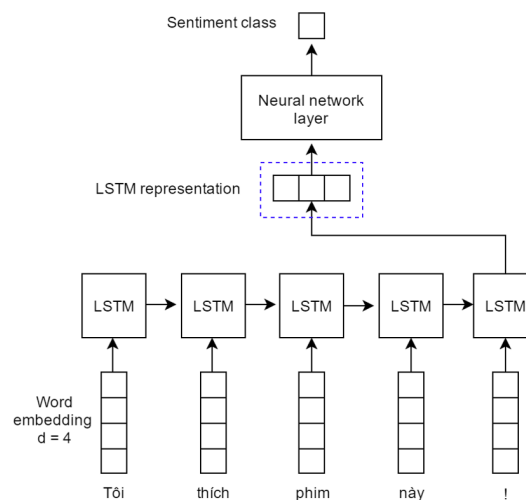 Sentiment class
Neural network
layer
LSTM representation
LSTM LSTM LSTM LSTM LSTM
Word
embedding
d = 4
Tôi thích phim này !